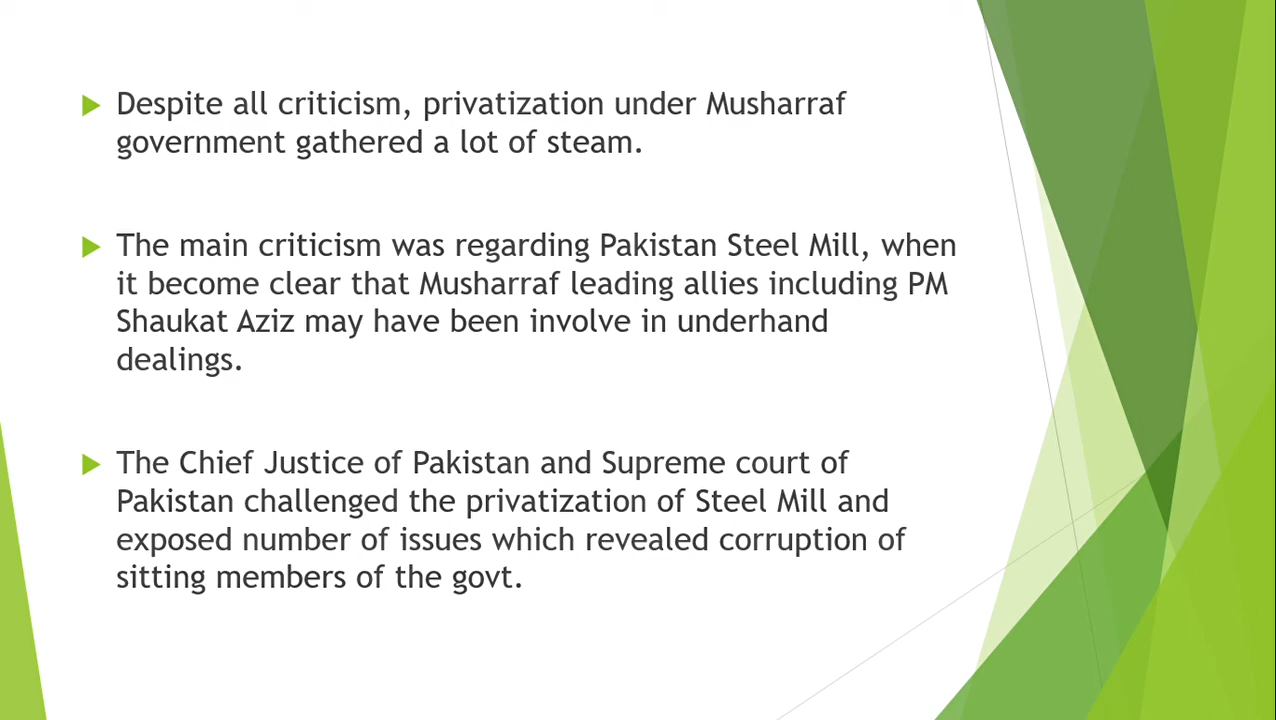 Despite all criticism, privatization under Musharraf
government gathered a lot of steam.
The main criticism was regarding Pakistan Steel Mill, when
it become clear that Musharraf leading allies including PM
Shaukat Aziz may have been involve in underhand
dealings.
The Chief Justice of Pakistan and Supreme court of
Pakistan challenged the privatization of Steel Mill and
exposed number of issues which revealed corruption of
sitting members of the govt.